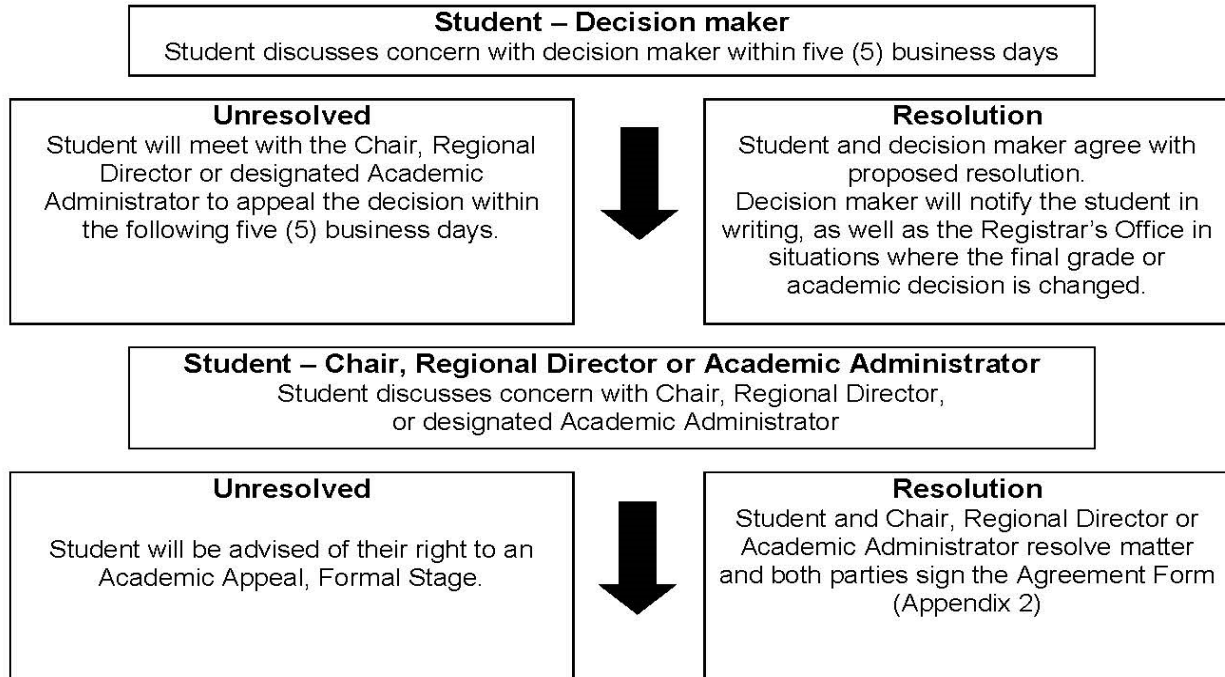 Student – Decision maker
Student discusses concern with decision maker within five (5) business days
Unresolved
Student will meet with the Chair, Regional
Director or designated Academic
Administrator to appeal the decision within
the following five (5) business days.
Resolution
Student and decision maker agree with
proposed resolution.
Decision maker will notify the student in
writing, as well as the Registrar’s Office in
situations where the final grade or
academic decision is changed.
Student – Chair, Regional Director or Academic Administrator
Student discusses concern with Chair, Regional Director,
or designated Academic Administrator
Unresolved
Student will be advised of their right to an
Academic Appeal, Formal Stage.
Resolution
Student and Chair, Regional Director or
Academic Administrator resolve matter
and both parties sign the Agreement Form
(Appendix 2)